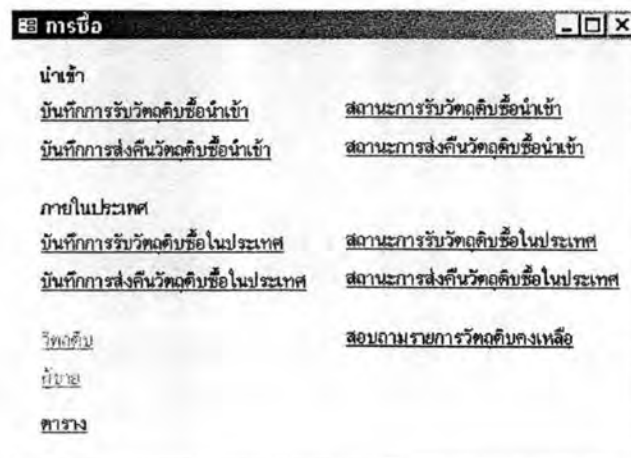 การซื้อ
นำเข้า
บันทึกการรับวัตถุดิบซื้อนำเข้า สถานะการรับวัตถุดิบซื้อนำเข้า
บันทึกการส่งคืนวัตถุดิบซื้อนำเข้า สถานะการส่งคืนวัตถุดิบซื้อนำเข้า
ภายในประเทศ
บันทึกการรับวัตถุดิบซื้อในประเทศ สถานะการรับวัตถุดิบซื้อในประเทศ
บันทึกการส่งคืนวัตถุดิบซื้อในประเทศ สถานะการส่งคืนวัตถุดิบซื้อในประเทศ
วัตถุดิบ สอบถามรายการวัตถุดิบคงเหลือ
ผู้ขาย
ตาราง